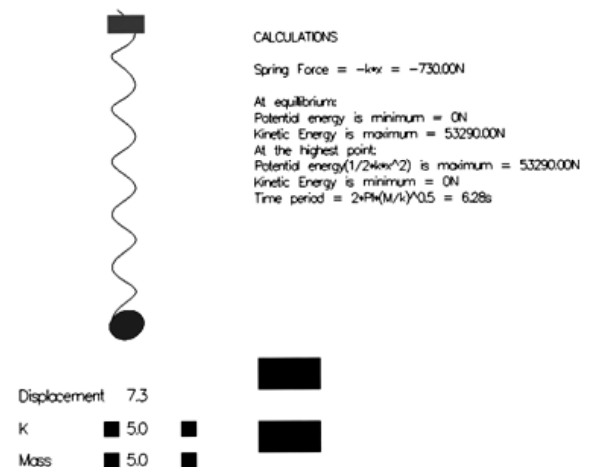 CALCULATIONS
Spring Force = -k*x = -730.00N
At equilibrium:
Potential energy is minimum = 0N
Kinetic Energy is maximum = 53290.00N
At the highest point:
Potential energy(1/2*k*x^2) is maximum = 53290.00N
Kinetic Energy is minimum = 0N
Time period = 2*PI*(M/k)^0.5 = 6.28s
Displacement 7.3
K 5.0
Mass 5.0